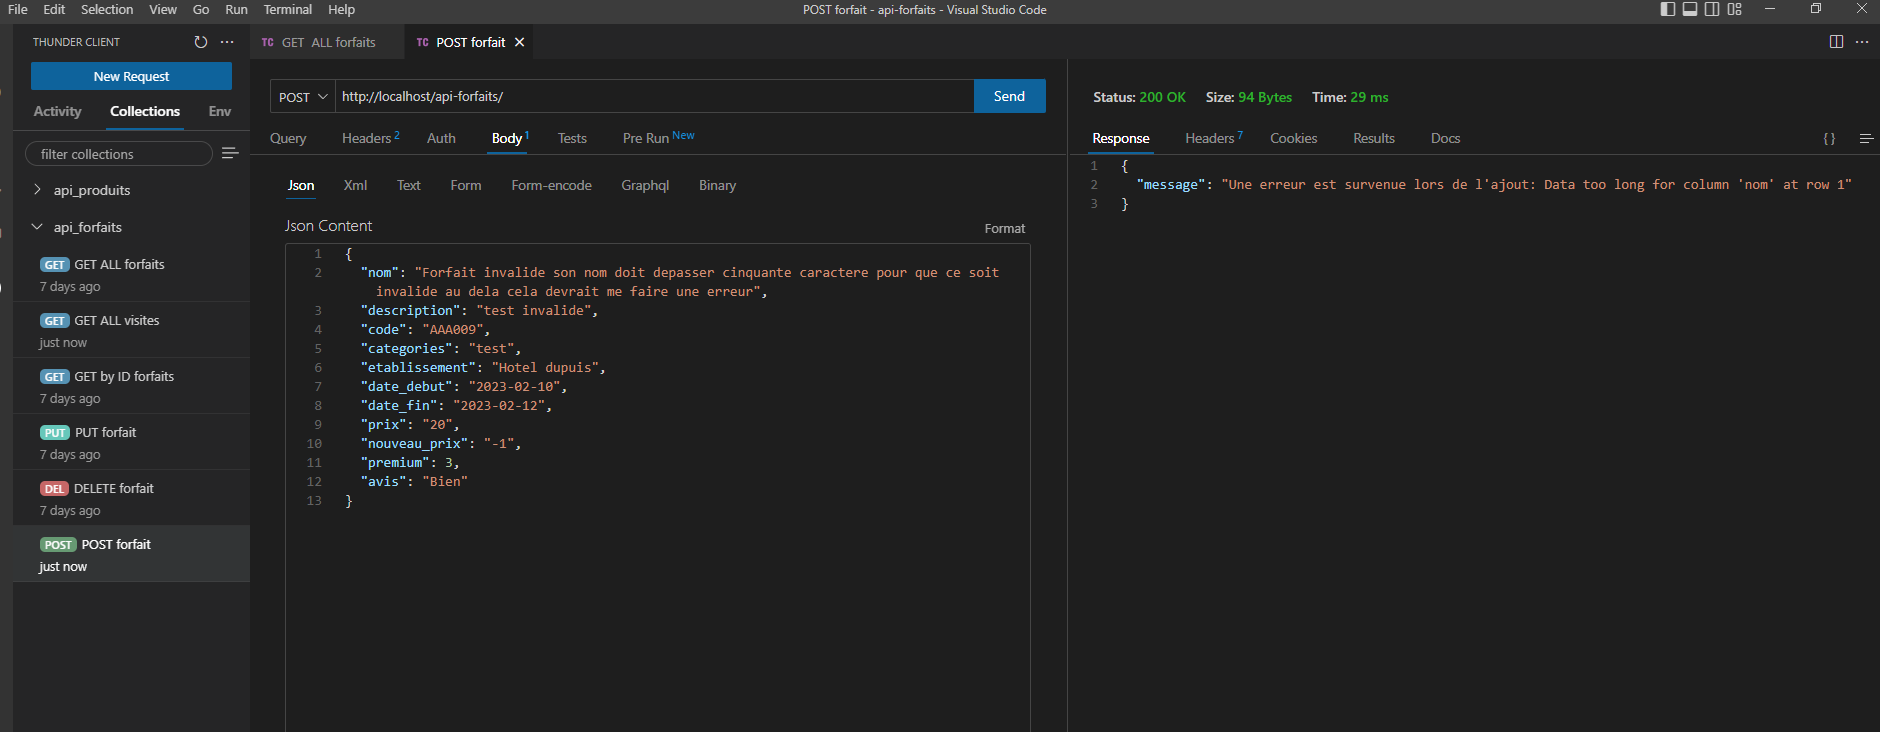 File Edit Selection View Go Run Terminal Help
POST forfait - api-forfaits - Visual Studio Code
THUNDER CLIENT
New Request
Activity Collections Env
filter collections
api_produits
api_forfaits
GET GET ALL forfaits
7 days ago
GET GET ALL visites
just now
GET GET by ID forfaits
7 days ago
PUT PUT forfait
7 days ago
DEL DELETE forfait
7 days ago
POST POST forfait
just now
TC GET ALL forfaits
TC POST forfait
POST http://localhost/api-forfaits/ Send
Query Headers 2 Auth Body 1 Tests Pre Run New
Json Xml Text Form Form-encode Graphql Binary
Json Content
Format
1 {
2 "nom": "Forfait invalide son nom doit depasser cinquante caractere pour que ce soit
invalide au dela cela devrait me faire une erreur",
3 "description": "test invalide",
4 "code": "AAA009",
5 "categories": "test",
6 "etablissement": "Hotel dupuis",
7 "date_debut": "2023-02-10",
8 "date_fin": "2023-02-12",
9 "prix": "20",
10 "nouveau_prix": "-1",
11 "premium": 3,
12 "avis": "Bien"
13 }
Status: 200 OK Size: 94 Bytes Time: 29 ms
Response Headers 7 Cookies Results Docs { }
1 {
2 "message": "Une erreur est survenue lors de l'ajout: Data too long for column 'nom' at row 1"
3 }